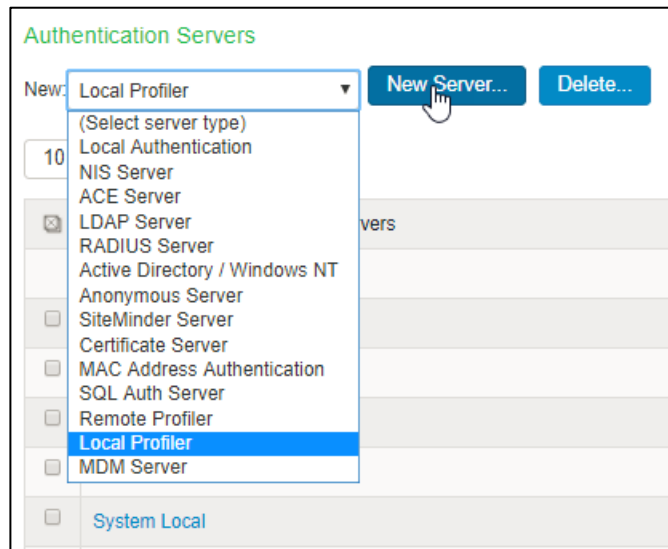 Authentication Servers
New: Local Profiler New Server... Delete...
(Select server type)
10 Local Authentication
NIS Server
ACE Server
LDAP Server vers
RADIUS Server
Active Directory / Windows NT
Anonymous Server
SiteMinder Server
Certificate Server
MAC Address Authentication
SQL Auth Server
Remote Profiler
Local Profiler
MDM Server
System Local